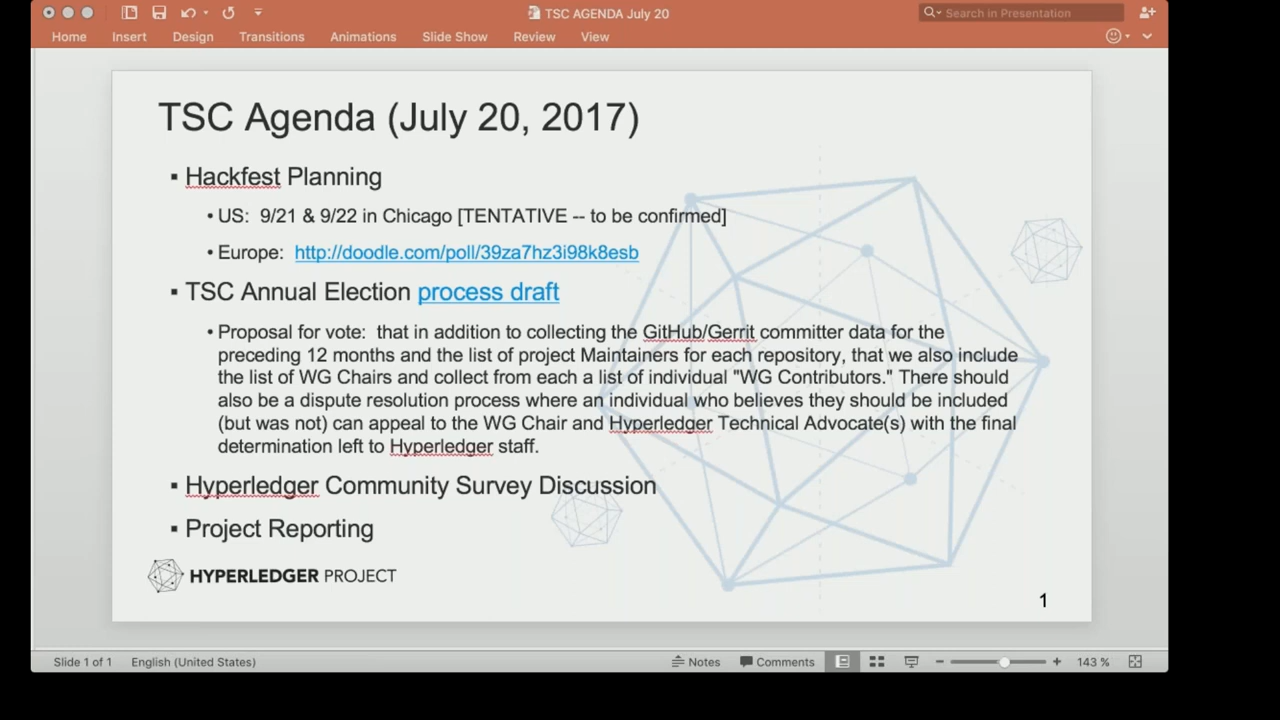 TSC AGENDA July 20
Search in Presentation
Home Insert Design Transitions Animations Slide Show Review View
TSC Agenda (July 20, 2017)
▪ Hackfest Planning
• US: 9/21 & 9/22 in Chicago [TENTATIVE -- to be confirmed]
• Europe: http://doodle.com/poll/39za7hz3i98k8esb
▪ TSC Annual Election process draft
• Proposal for vote: that in addition to collecting the GitHub/Gerrit committer data for the
preceding 12 months and the list of project Maintainers for each repository, that we also include
the list of WG Chairs and collect from each a list of individual "WG Contributors." There should
also be a dispute resolution process where an individual who believes they should be included
(but was not) can appeal to the WG Chair and Hyperledger Technical Advocate(s) with the final
determination left to Hyperledger staff.
▪ Hyperledger Community Survey Discussion
▪ Project Reporting
HYPERLEDGER PROJECT
1
Slide 1 of 1 English (United States) Notes Comments 143 %